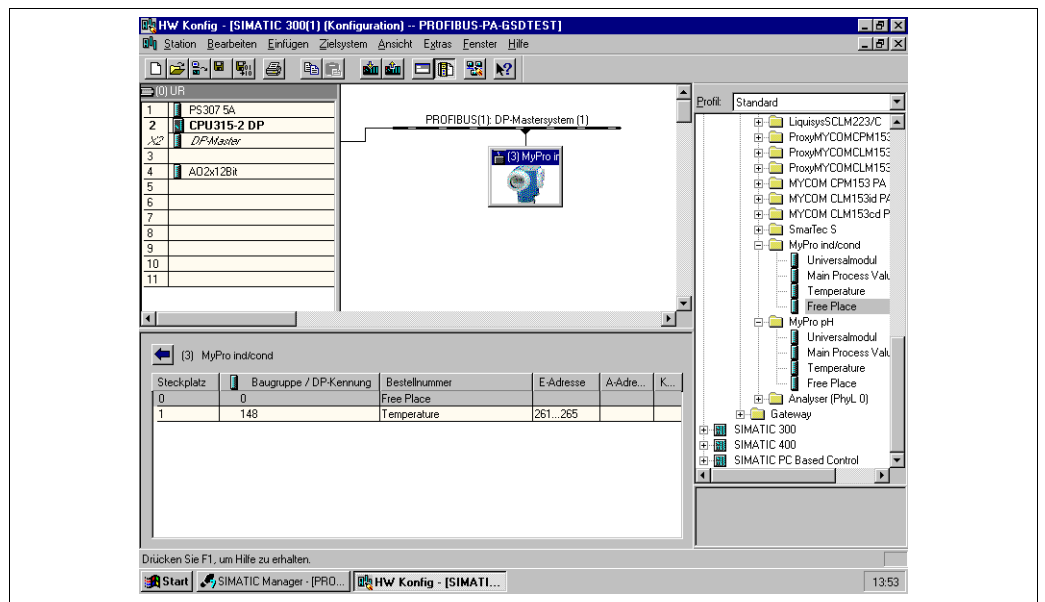 HW Konfig - [SIMATIC 300(1) (Konfiguration) -- PROFIBUS-PA-GSDTEST]
Station Bearbeiten Einfügen Zielsystem Ansicht Extras Fenster Hilfe
(0) UR
1 PS307 5A
2 CPU315-2 DP
X2 DP-Master
3
4 AO2x12Bit
5
6
7
8
9
10
11
PROFIBUS(1): DP-Mastersystem (1)
(3) MyPro in
Profil: Standard
LiquisysSCLM223/C
ProxyMYCOMCPM153
ProxyMYCOMCLM153
ProxyMYCOMCLM153
MYCOM CPM153 PA
MYCOM CLM153id PA
MYCOM CLM153cd P
SmarTec S
MyPro ind/cond
Universalmodul
Main Process Valu
Temperature
Free Place
MyPro pH
Universalmodul
Main Process Valu
Temperature
Free Place
Analyser (PhyL 0)
Gateway
SIMATIC 300
SIMATIC 400
SIMATIC PC Based Control
(3) MyPro ind/cond
Steckplatz Baugruppe / DP-Kennung Bestellnummer E-Adresse A-Adre... K...
0 0 Free Place
1 148 Temperature 261...265
Drücken Sie F1, um Hilfe zu erhalten.
Start SIMATIC Manager - [PRO... HW Konfig - [SIMATI... 13:53